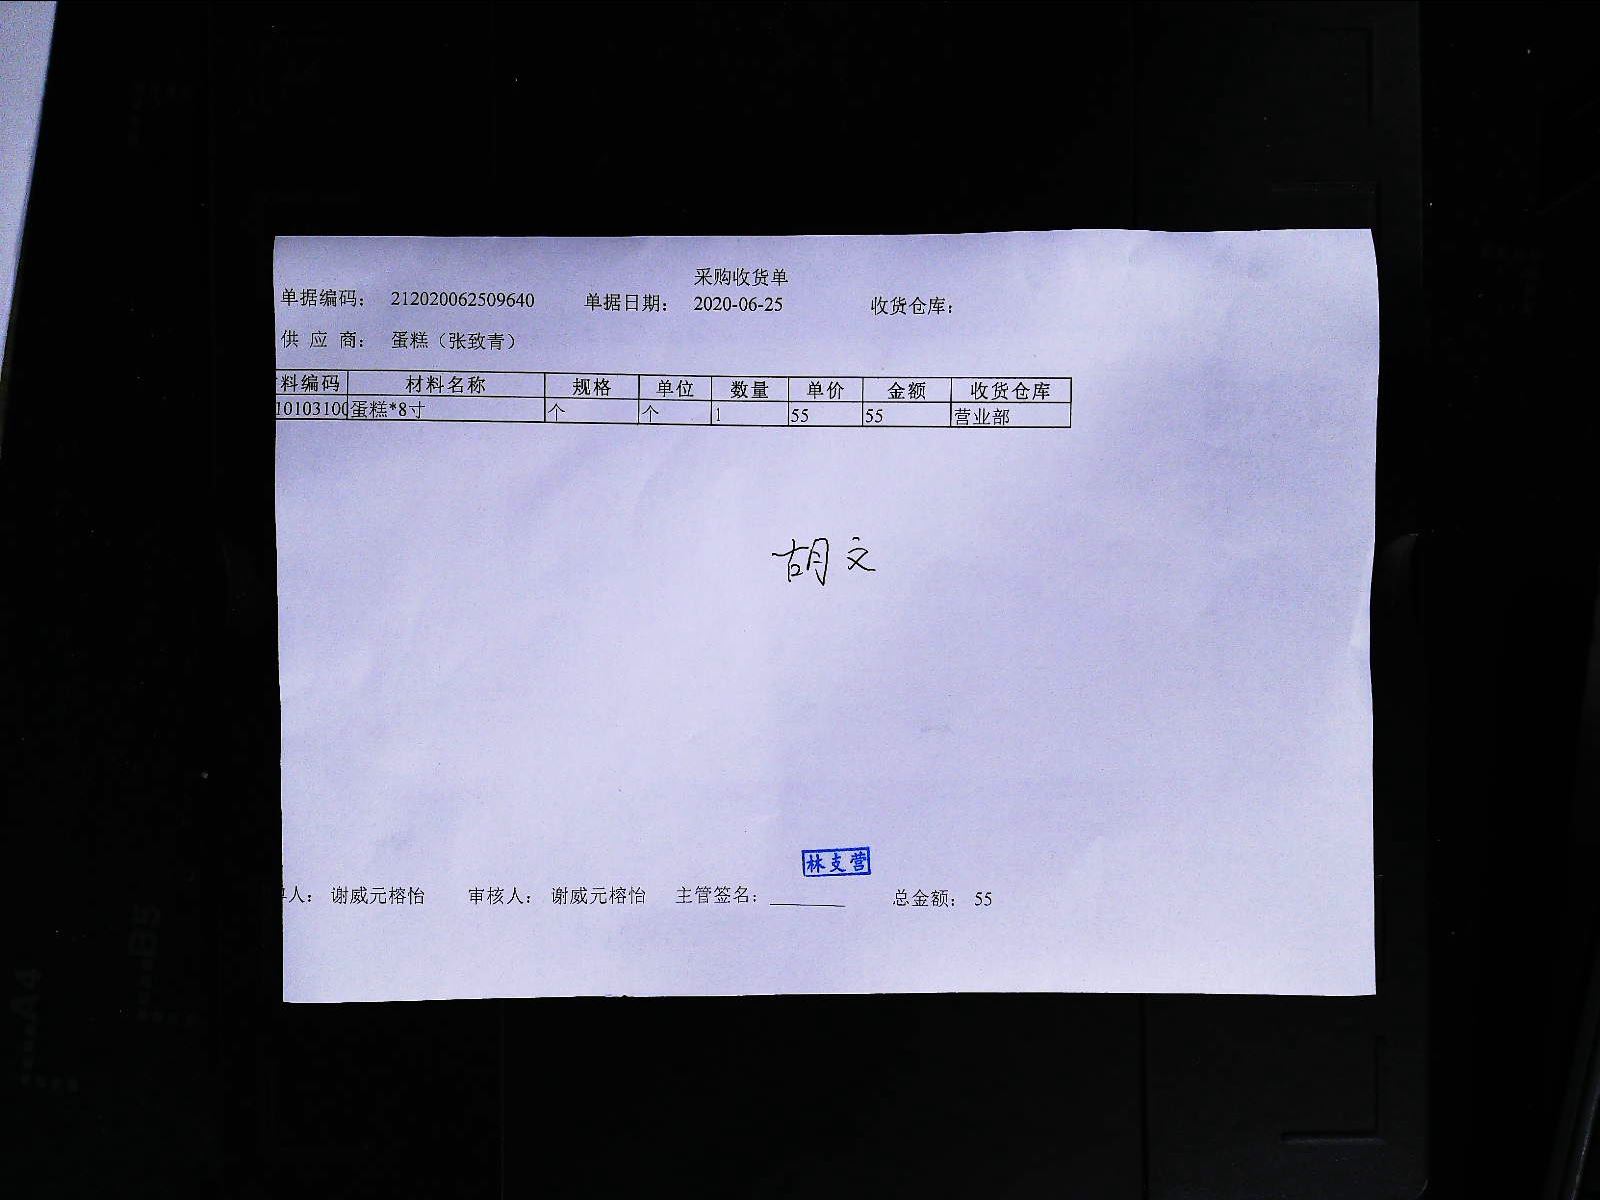 采购收货单
单据编码： 212020062509640 单据日期： 2020-06-25 收货仓库：
供 应 商： 蛋糕（张致青）
料编码 材料名称 规格 单位 数量 单价 金额 收货仓库
1010310 蛋糕*8寸 个 个 1 55 55 营业部
胡文
林支营
人： 谢威元榕怡 审核人： 谢威元榕怡 主管签名： 总金额： 55